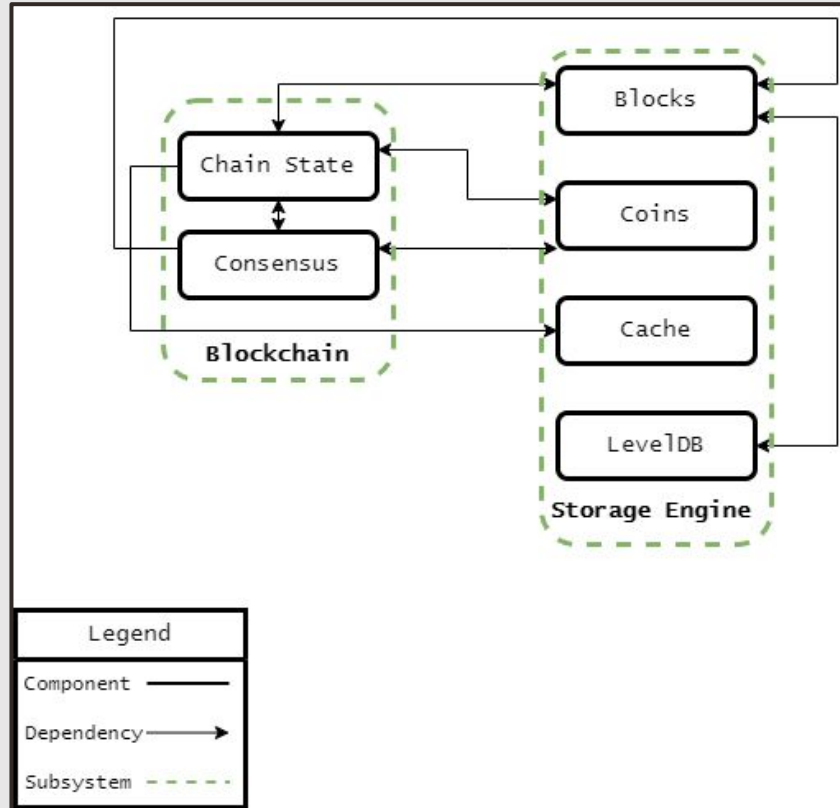 Blocks
Chain State
Coins
Consensus
Cache
Blockchain
LevelDB
Storage Engine
Legend
Component
Dependency
Subsystem